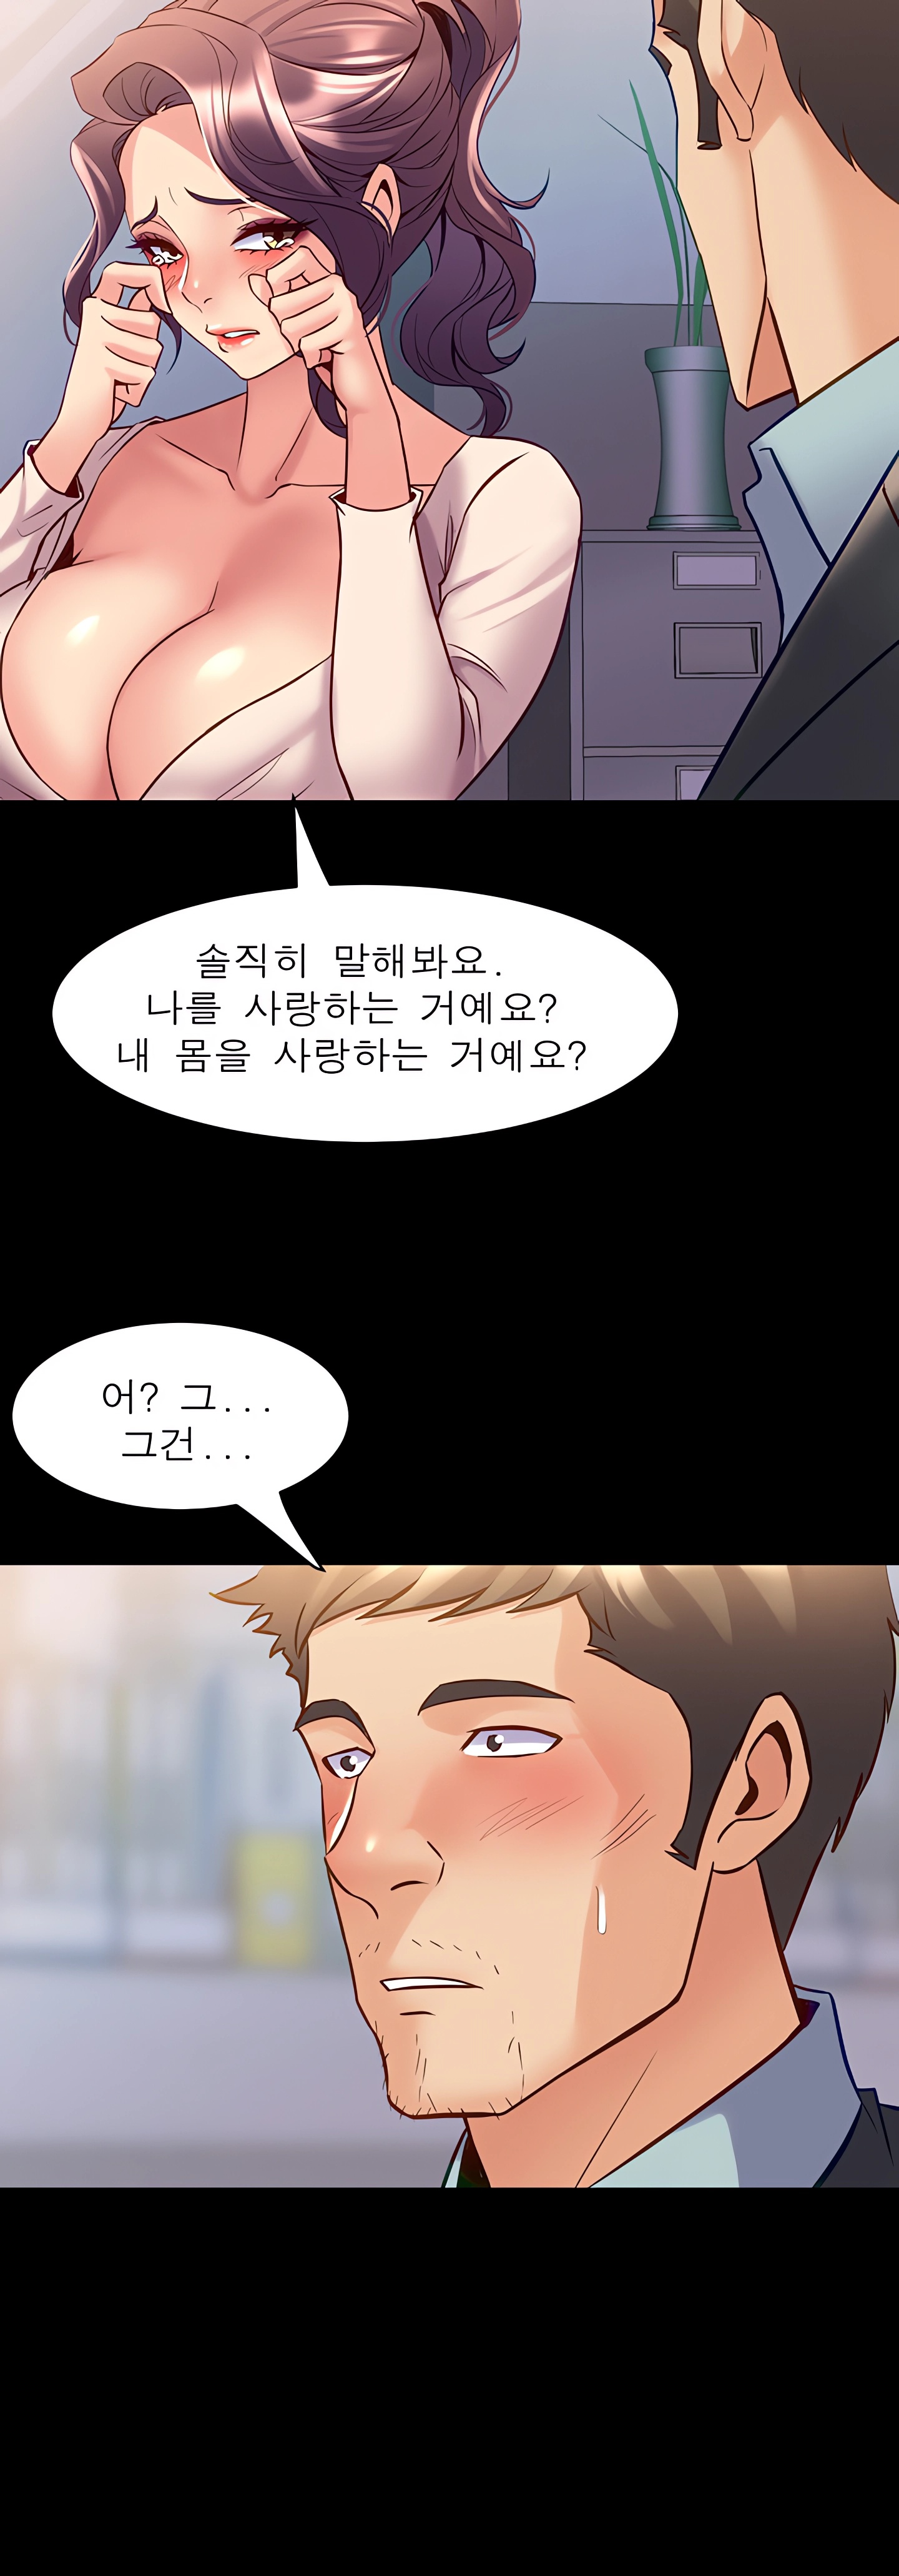 솔직히 말해봐요.
나를 사랑하는 거예요?
내 몸을 사랑하는 거예요?
어? 그...
그건...